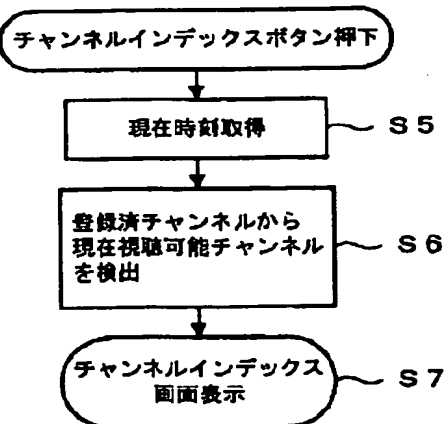 チャンネルインデックスボタン押下
現在時刻取得
S5
登録済チャンネルから
現在視聴可能チャンネル
を検出
S6
チャンネルインデックス
画面表示
S7